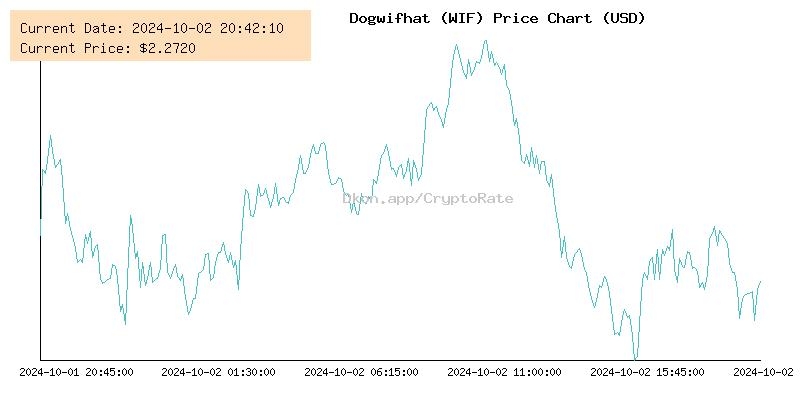 Dogwifhat (WIF) Price Chart (USD)
Current Date: 2024-10-02 20:42:10
Current Price: $2.2720
Dkon.app/CryptoRate
2024-10-01 20:45:00 2024-10-02 01:30:00 2024-10-02 06:15:00 2024-10-02 11:00:00 2024-10-02 15:45:00 2024-10-02